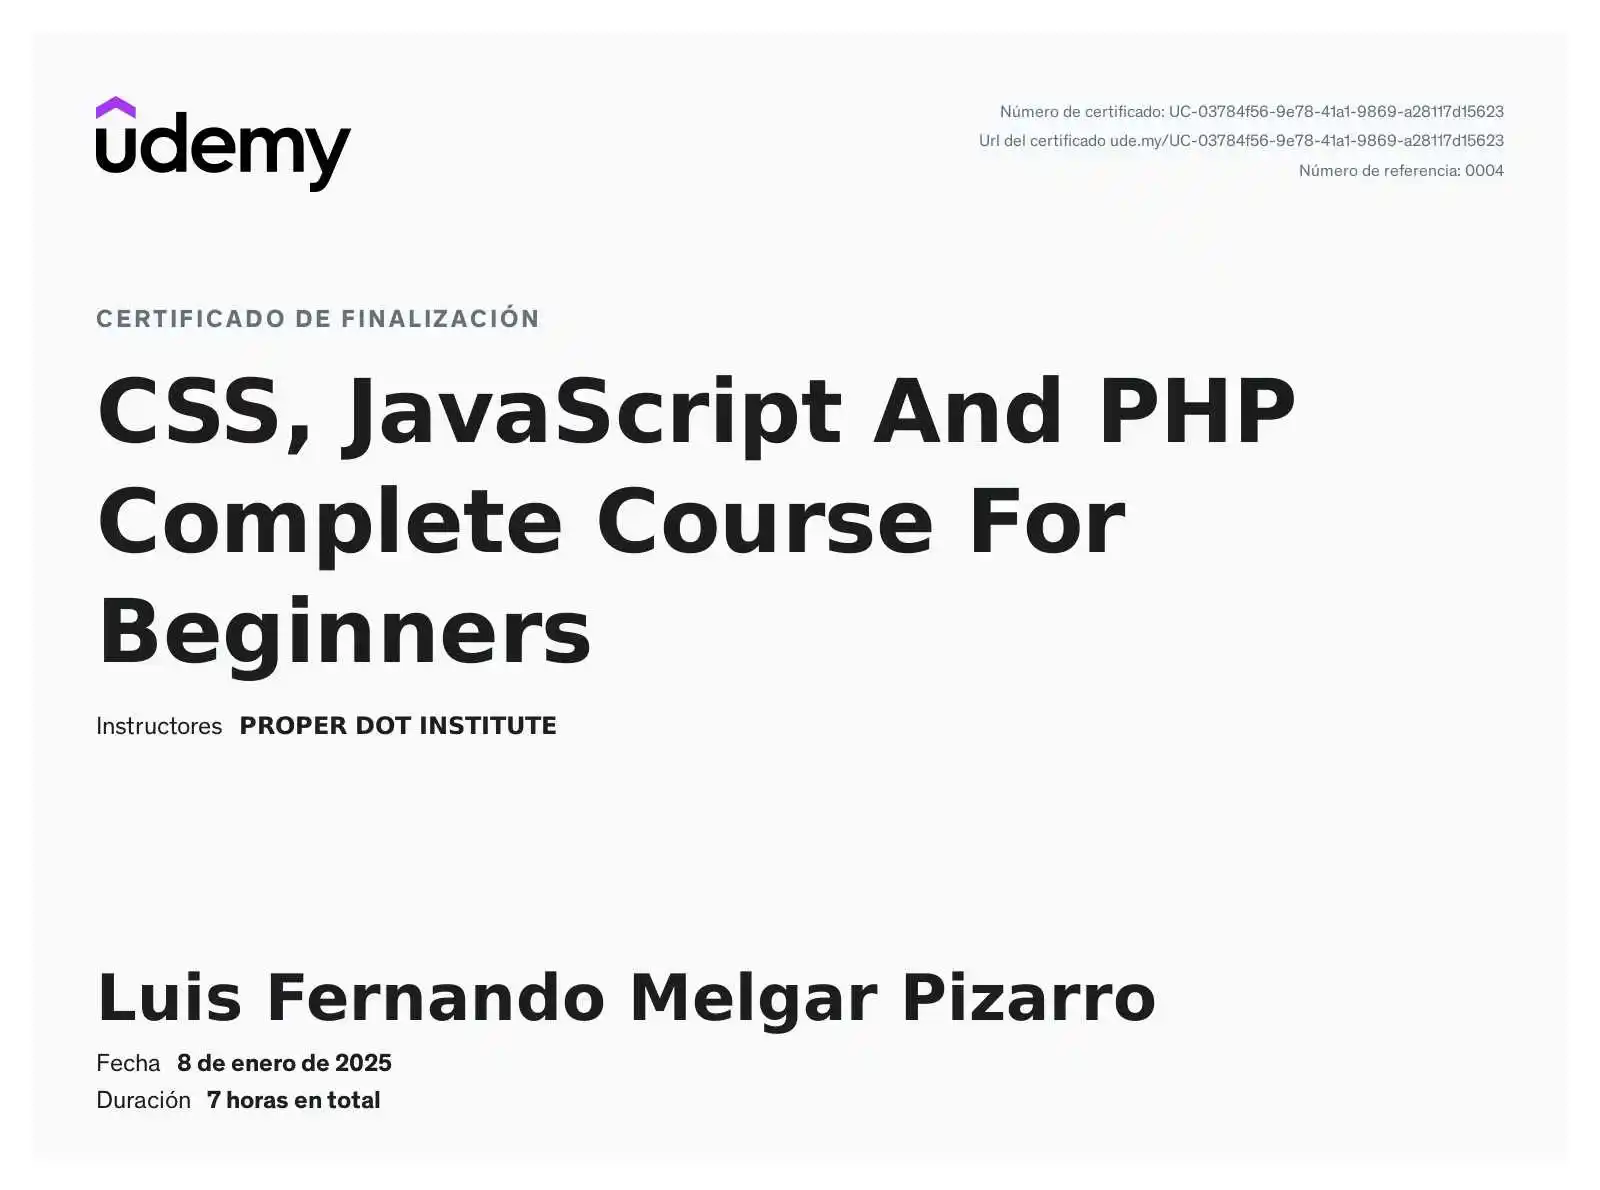 udemy
Número de certificado: UC-03784f56-9e78-41a1-9869-a28117d15623
Url del certificado ude.my/UC-03784f56-9e78-41a1-9869-a28117d15623
Número de referencia: 0004
CERTIFICADO DE FINALIZACIÓN
CSS, JavaScript And PHP
Complete Course For
Beginners
Instructores PROPER DOT INSTITUTE
Luis Fernando Melgar Pizarro
Fecha 8 de enero de 2025
Duración 7 horas en total